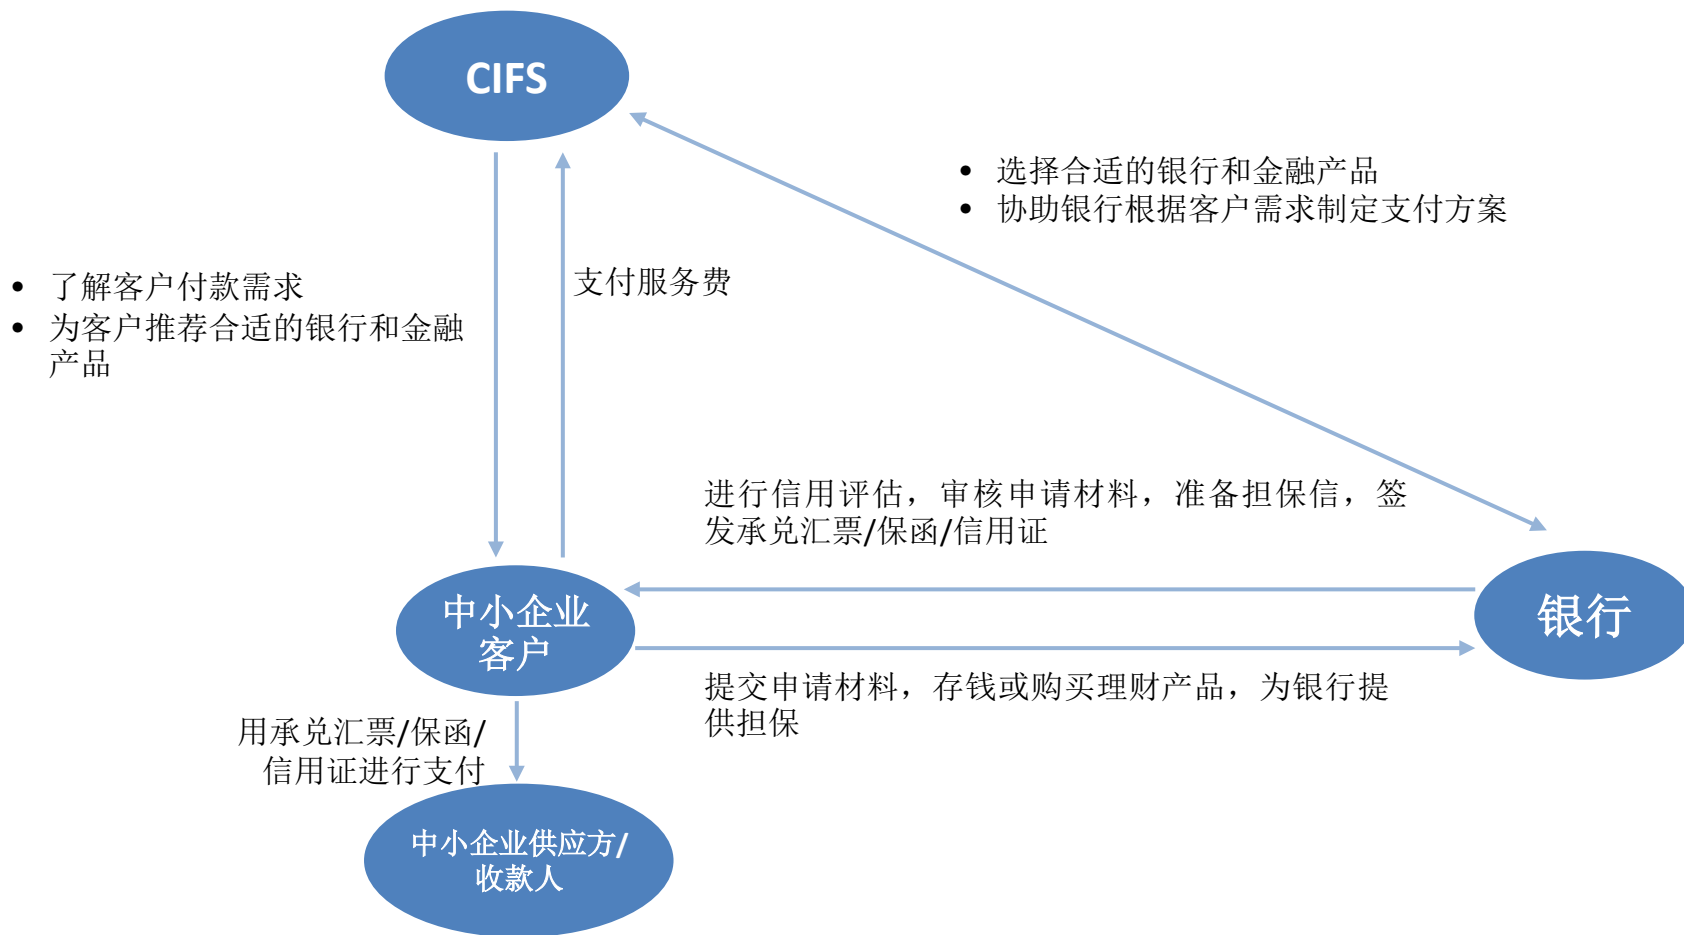 CIFS
• 选择合适的银行和金融产品
• 协助银行根据客户需求制定支付方案
• 了解客户付款需求
• 为客户推荐合适的银行和金融
产品
支付服务费
进行信用评估，审核申请材料，准备担保信，签
发承兑汇票/保函/信用证
中小企业
客户
银行
提交申请材料，存钱或购买理财产品，为银行提
供担保
用承兑汇票/保函/
信用证进行支付
中小企业供应方/
收款人